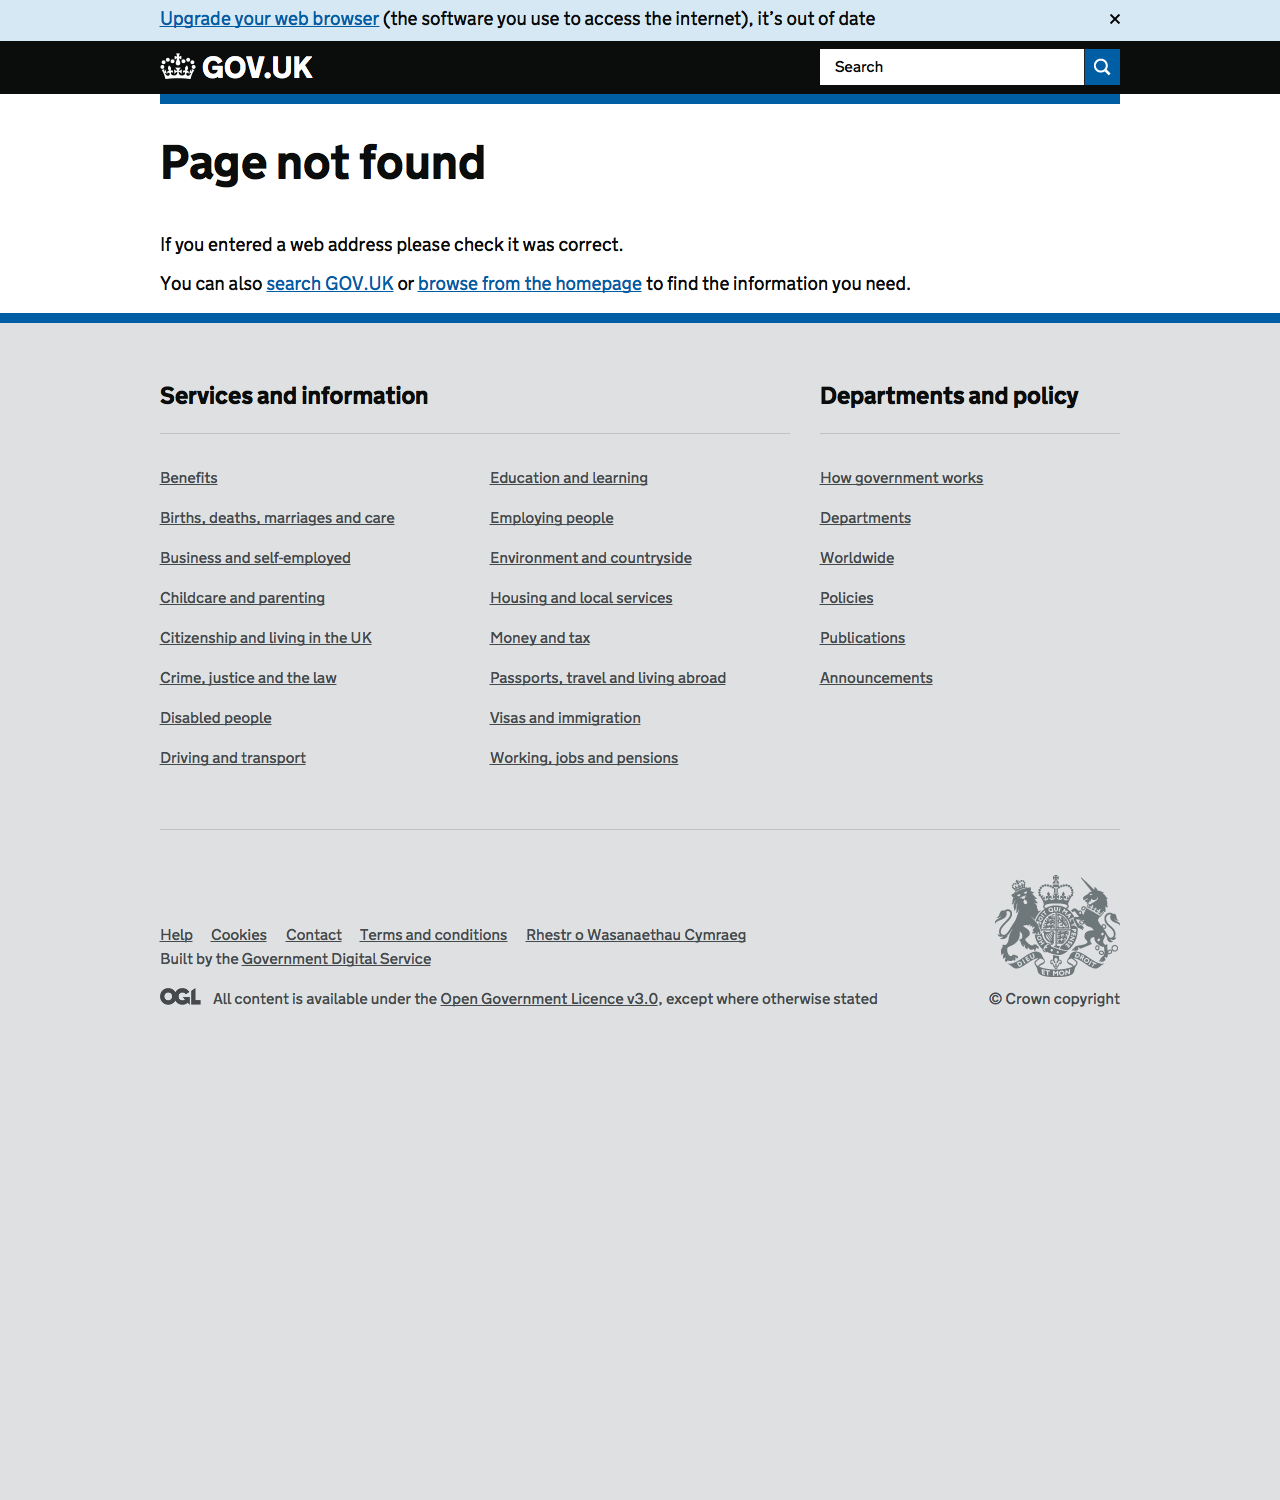 Upgrade your web browser (the software you use to access the internet), it’s out of date ×
GOV.UK
Search
Page not found
If you entered a web address please check it was correct.
You can also search GOV.UK or browse from the homepage to find the information you need.
Services and information
Benefits
Births, deaths, marriages and care
Business and self-employed
Childcare and parenting
Citizenship and living in the UK
Crime, justice and the law
Disabled people
Driving and transport
Education and learning
Employing people
Environment and countryside
Housing and local services
Money and tax
Passports, travel and living abroad
Visas and immigration
Working, jobs and pensions
Departments and policy
How government works
Departments
Worldwide
Policies
Publications
Announcements
Help Cookies Contact Terms and conditions Rhestr o Wasanaethau Cymraeg
Built by the Government Digital Service
OGL All content is available under the Open Government Licence v3.0, except where otherwise stated
DIEU ET MON DROIT
© Crown copyright